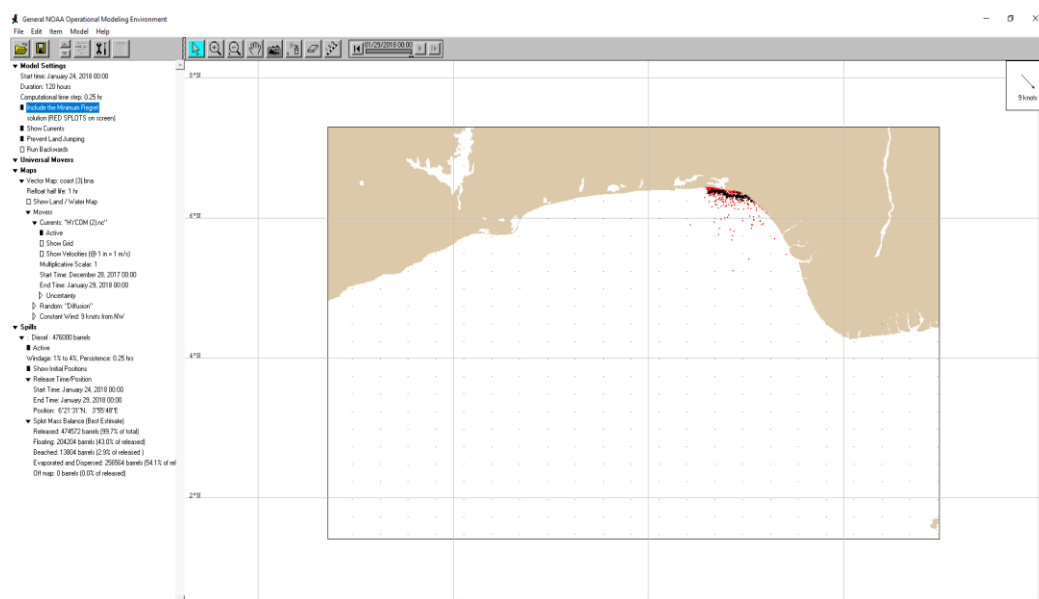 General NOAA Operational Modeling Environment
File Edit Item Model Help
01/29/2018 00:00
Model Settings
Start time: January 24, 2018 00:00
Duration: 120 hours
Computational time step: 0.25 hr
Include the Minimum Regret
solution (RED SPLOTS on screen)
Show Currents
Prevent Land Jumping
Run Backwards
Universal Movers
Maps
Vector Map: coast (3).bna
Refloat half life: 1 hr
Show Land / Water Map
Movers
Currents: "HYCOM (2).nc"
Active
Show Grid
Show Velocities (@ 1 in = 1 m/s)
Multiplicative Scalar: 1
Start Time: December 28, 2017 00:00
End Time: January 29, 2018 00:00
Uncertainty
Random: "Diffusion"
Constant Wind: 9 knots from NW
Spills
: Diesel : 476000 barrels
Active
Windage: 1% to 4%, Persistence: 0.25 hrs
Show Initial Positions
Release Time/Position
Start Time: January 24, 2018 00:00
End Time: January 29, 2018 00:00
Position: 6°21'31"N, 3°55'48"E
Splot Mass Balance (Best Estimate)
Released: 474572 barrels (99.7% of total)
Floating: 204204 barrels (43.0% of released)
Beached: 13804 barrels (2.9% of released )
Evaporated and Dispersed: 256564 barrels (54.1% of rel
Off map: 0 barrels (0.0% of released)
9 knots
6°N
4°N
2°N